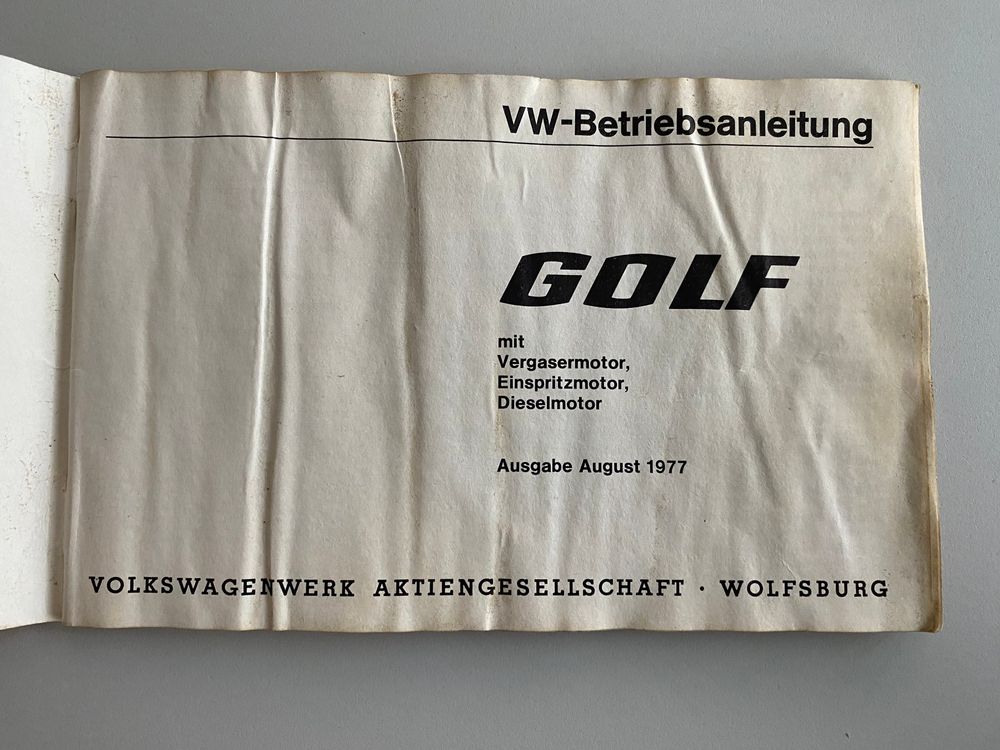 VW-Betriebsanleitung
GOLF
mit
Vergasermotor,
Einspritzmotor,
Dieselmotor
Ausgabe August 1977
VOLKSWAGENWERK AKTIENGESELLSCHAFT · WOLFSBURG